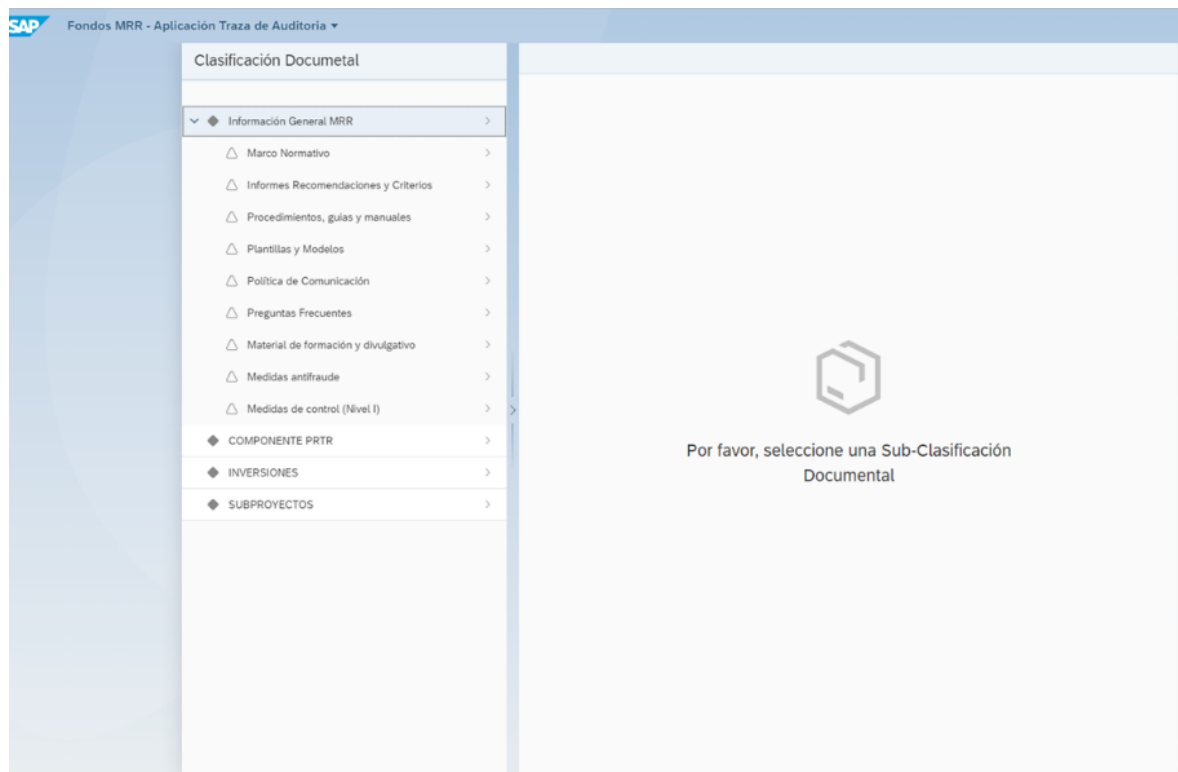 SAP Fondos MRR - Aplicación Traza de Auditoria
Clasificación Documetal
Información General MRR
Marco Normativo
Informes Recomendaciones y Criterios
Procedimientos, guias y manuales
Plantillas y Modelos
Política de Comunicación
Preguntas Frecuentes
Material de formación y divulgativo
Medidas antifraude
Medidas de control (Nivel I)
COMPONENTE PRTR
INVERSIONES
SUBPROYECTOS
Por favor, seleccione una Sub-Clasificación
Documental